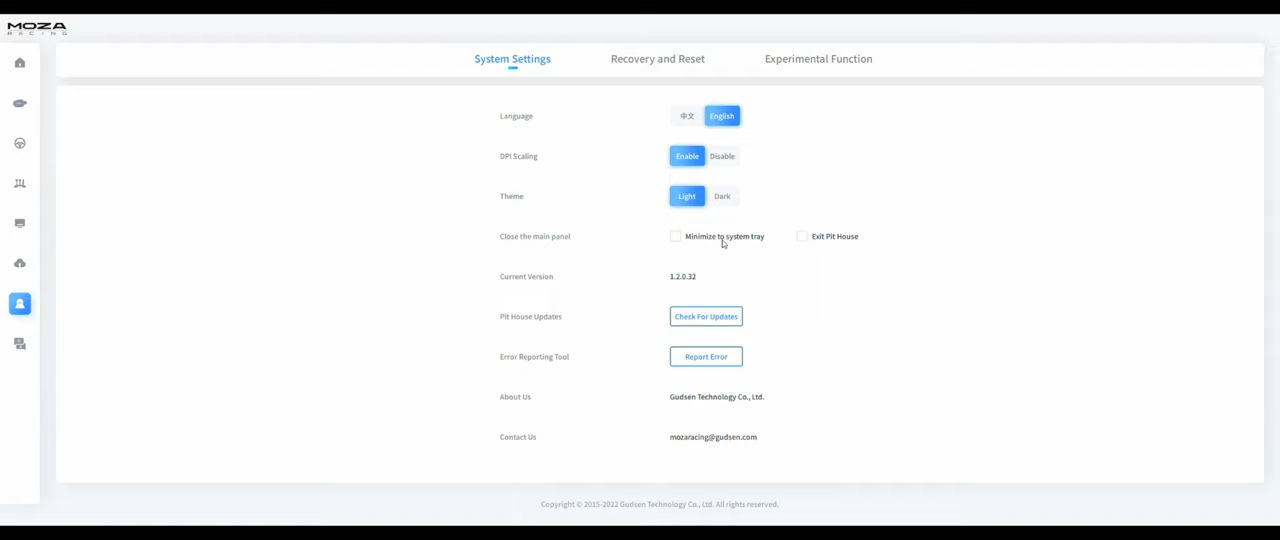 MOZA
RACING
System Settings Recovery and Reset Experimental Function
Language 中文 English
DPI Scaling Enable Disable
Theme Light Dark
Close the main panel Minimize to system tray Exit Pit House
Current Version 1.2.0.32
Pit House Updates Check For Updates
Error Reporting Tool Report Error
About Us Gudsen Technology Co., Ltd.
Contact Us mozaracing@gudsen.com
Copyright © 2015-2022 Gudsen Technology Co., Ltd. All rights reserved.